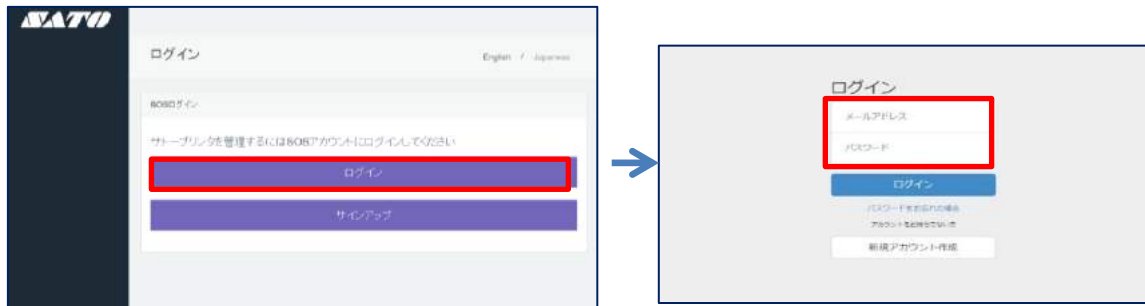 SATO
ログイン
English / Japanese
SOSログイン
サトープリンタを管理するにはSOSアカウントにログインしてください
ログイン
サインアップ
ログイン
メールアドレス
パスワード
ログイン
パスワードをお忘れの場合
アカウントをお持ちでない方
新規アカウント作成